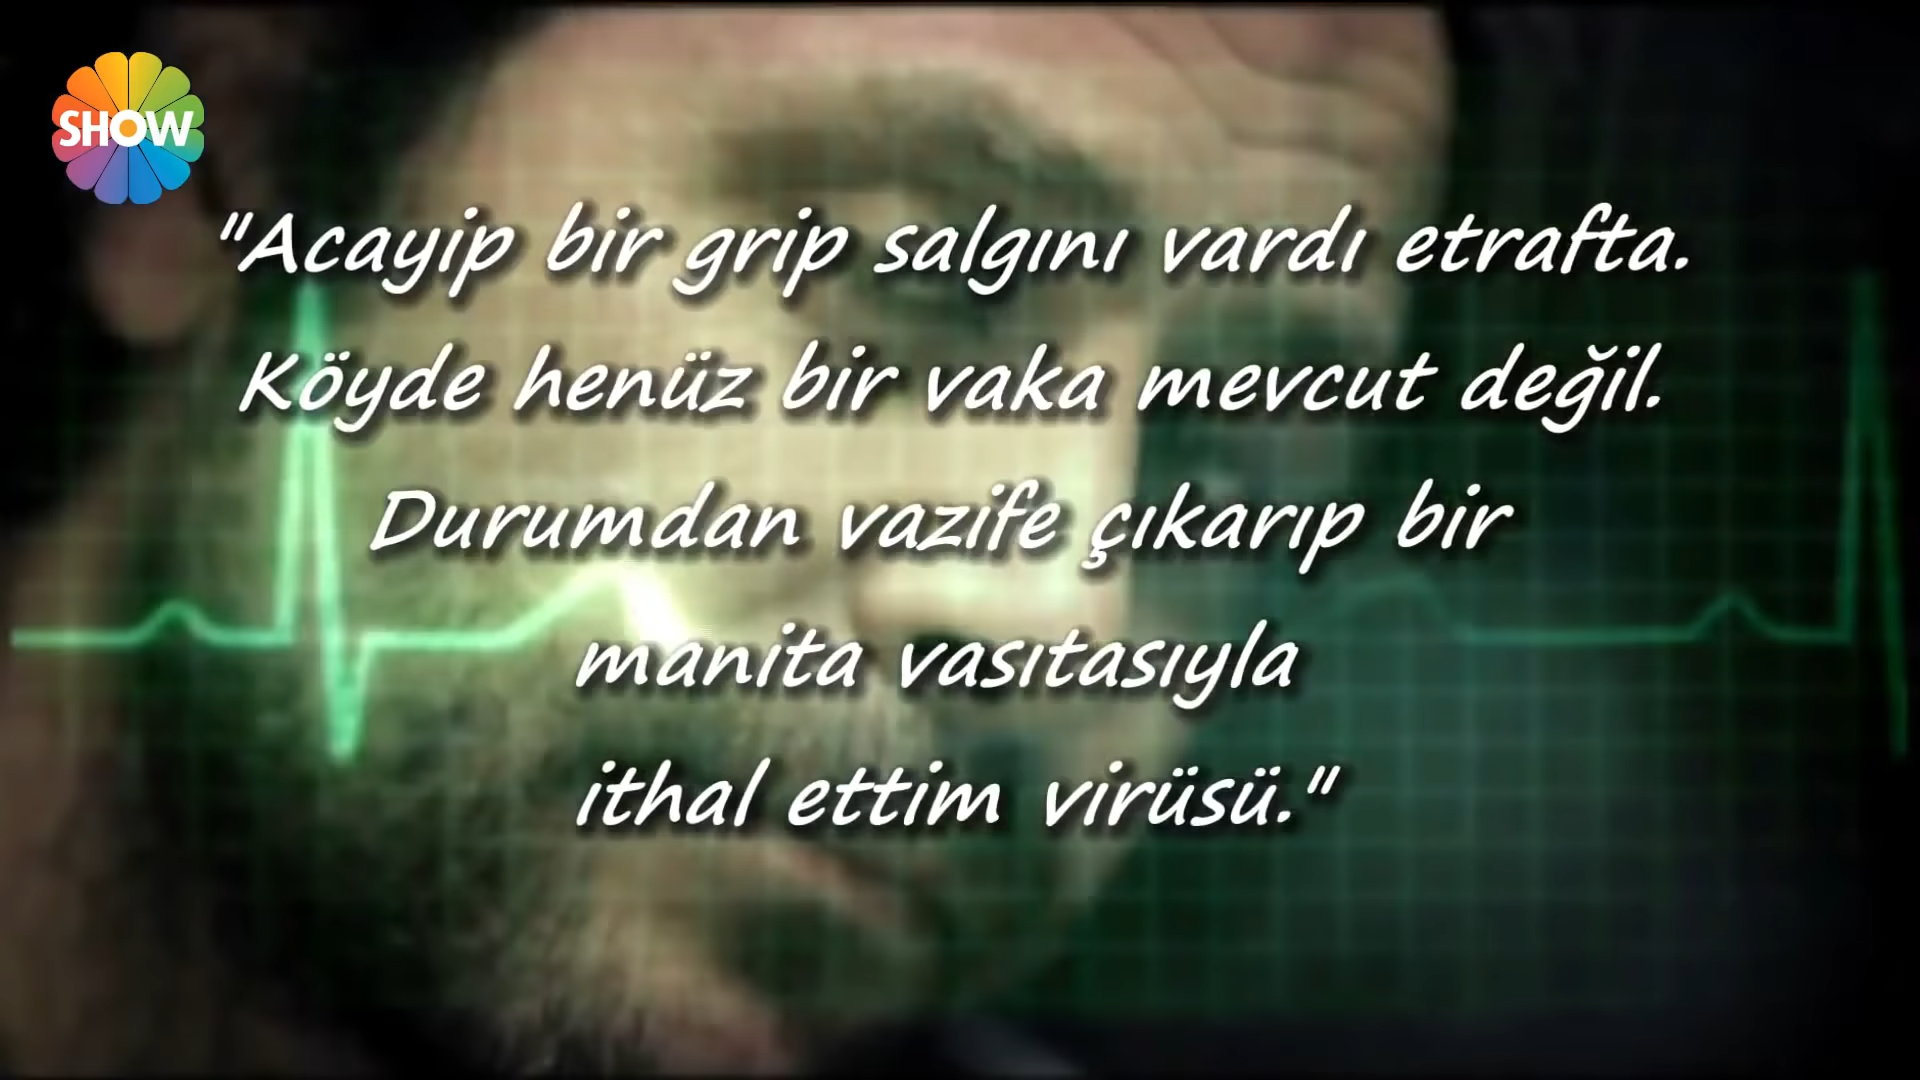 SHOW
"Acayip bir grip salgını vardı etrafta.
Köyde henüz bir vaka mevcut değil.
Durumdan vazife çıkarıp bir
manita vasıtasıyla
ithal ettim virüsü."